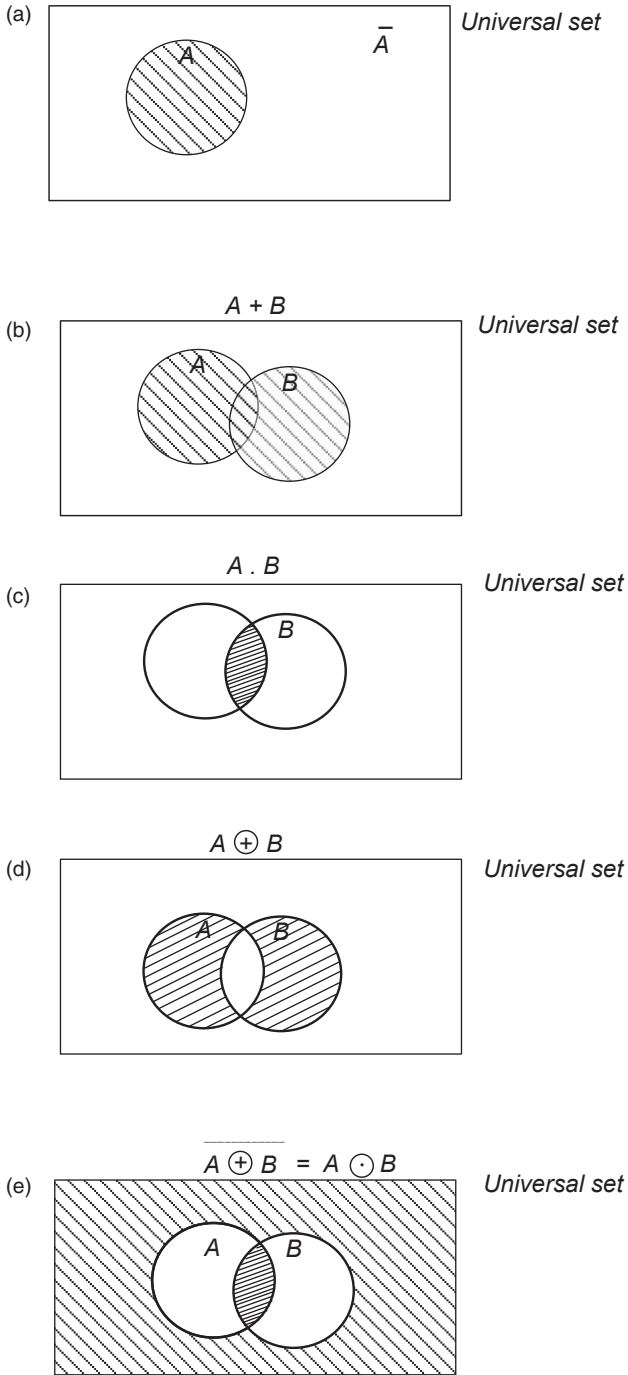 (a)
Universal set
A
A̅
A + B
(b)
Universal set
A
B
A . B
(c)
Universal set
B
A ⊕ B
(d)
Universal set
A
B
A̅ ⊕̅ B̅ = A ⊙ B
(e)
Universal set
A
B